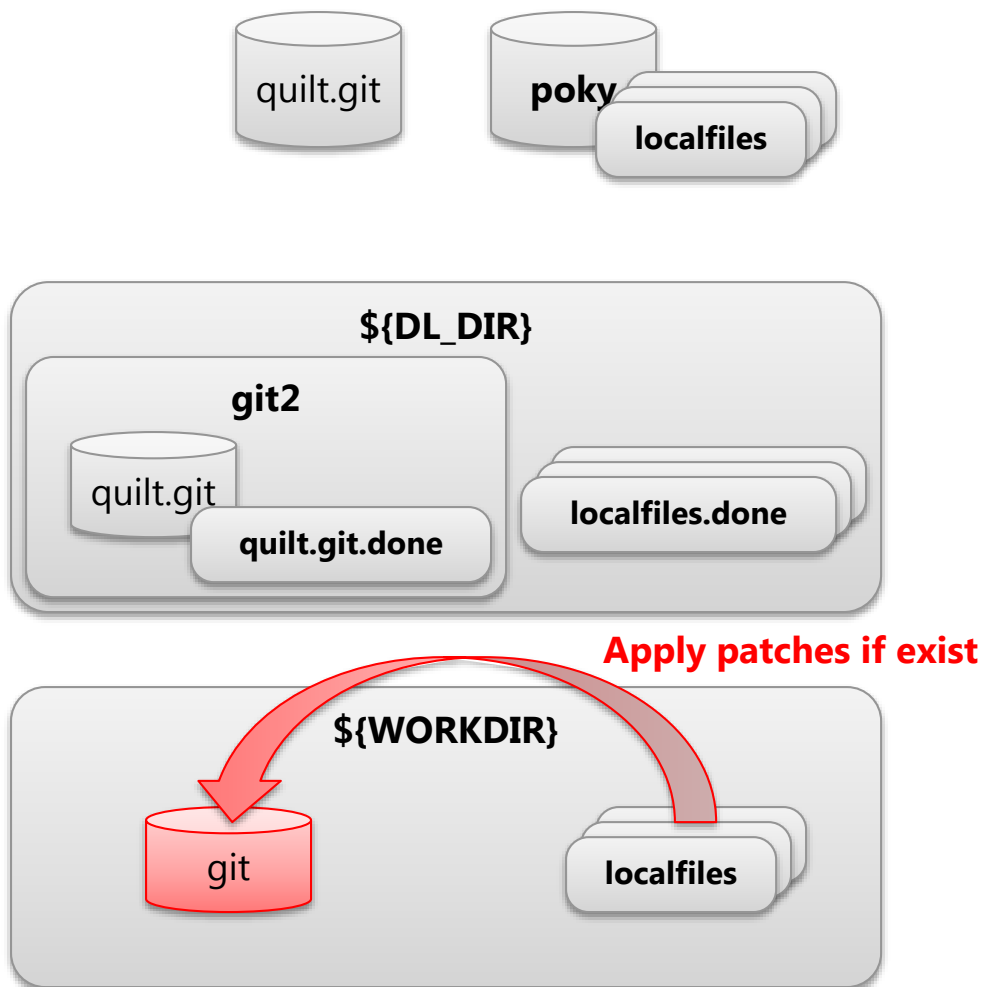 quilt.git
poky
localfiles
${DL_DIR}
git2
quilt.git
quilt.git.done
localfiles.done
Apply patches if exist
${WORKDIR}
git
localfiles